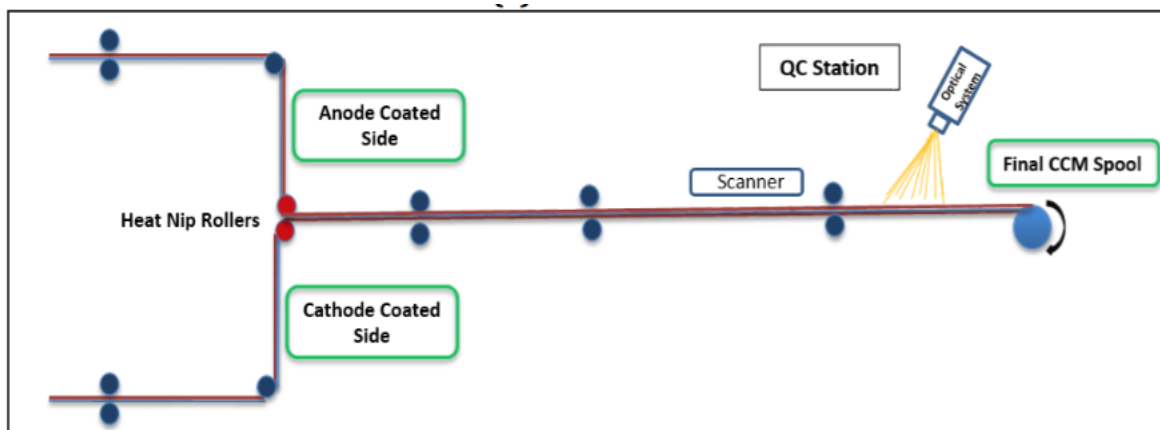 QC Station
Optical
System
Anode Coated
Side
Final CCM Spool
Scanner
Heat Nip Rollers
Cathode Coated
Side